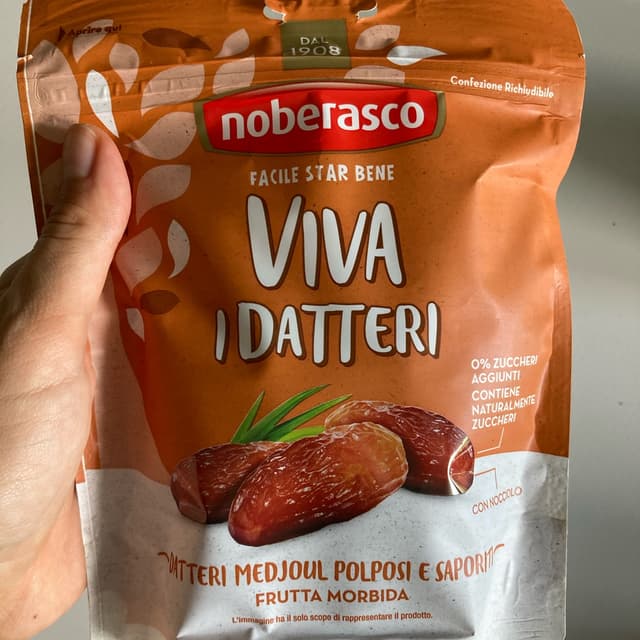 Aprire qui
DAL
1908
Confezione Richiudibile
noberasco
FACILE STAR BENE
VIVA
I DATTERI
0% ZUCCHERI
AGGIUNTI
CONTIENE
NATURALMENTE
ZUCCHERI
CON NOCCIOLO
DATTERI MEDJOUL POLPOSI E SAPORITI
FRUTTA MORBIDA
L'immagine ha il solo scopo di rappresentare il prodotto.